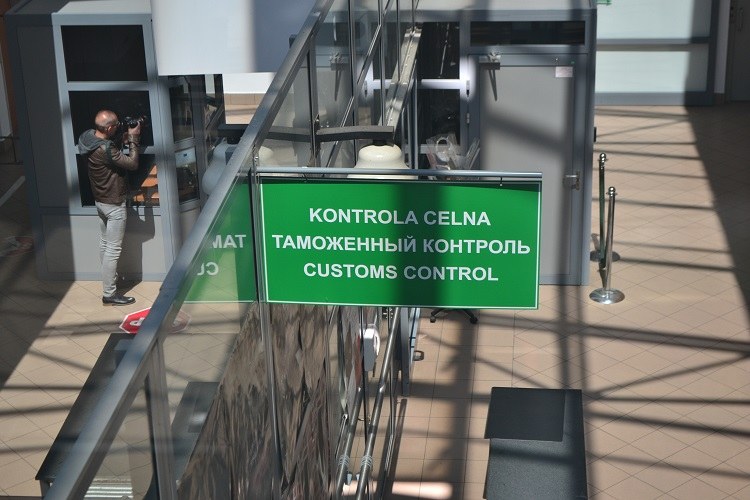 KONTROLA CELNA
ТАМОЖЕННЫЙ КОНТРОЛЬ
CUSTOMS CONTROL